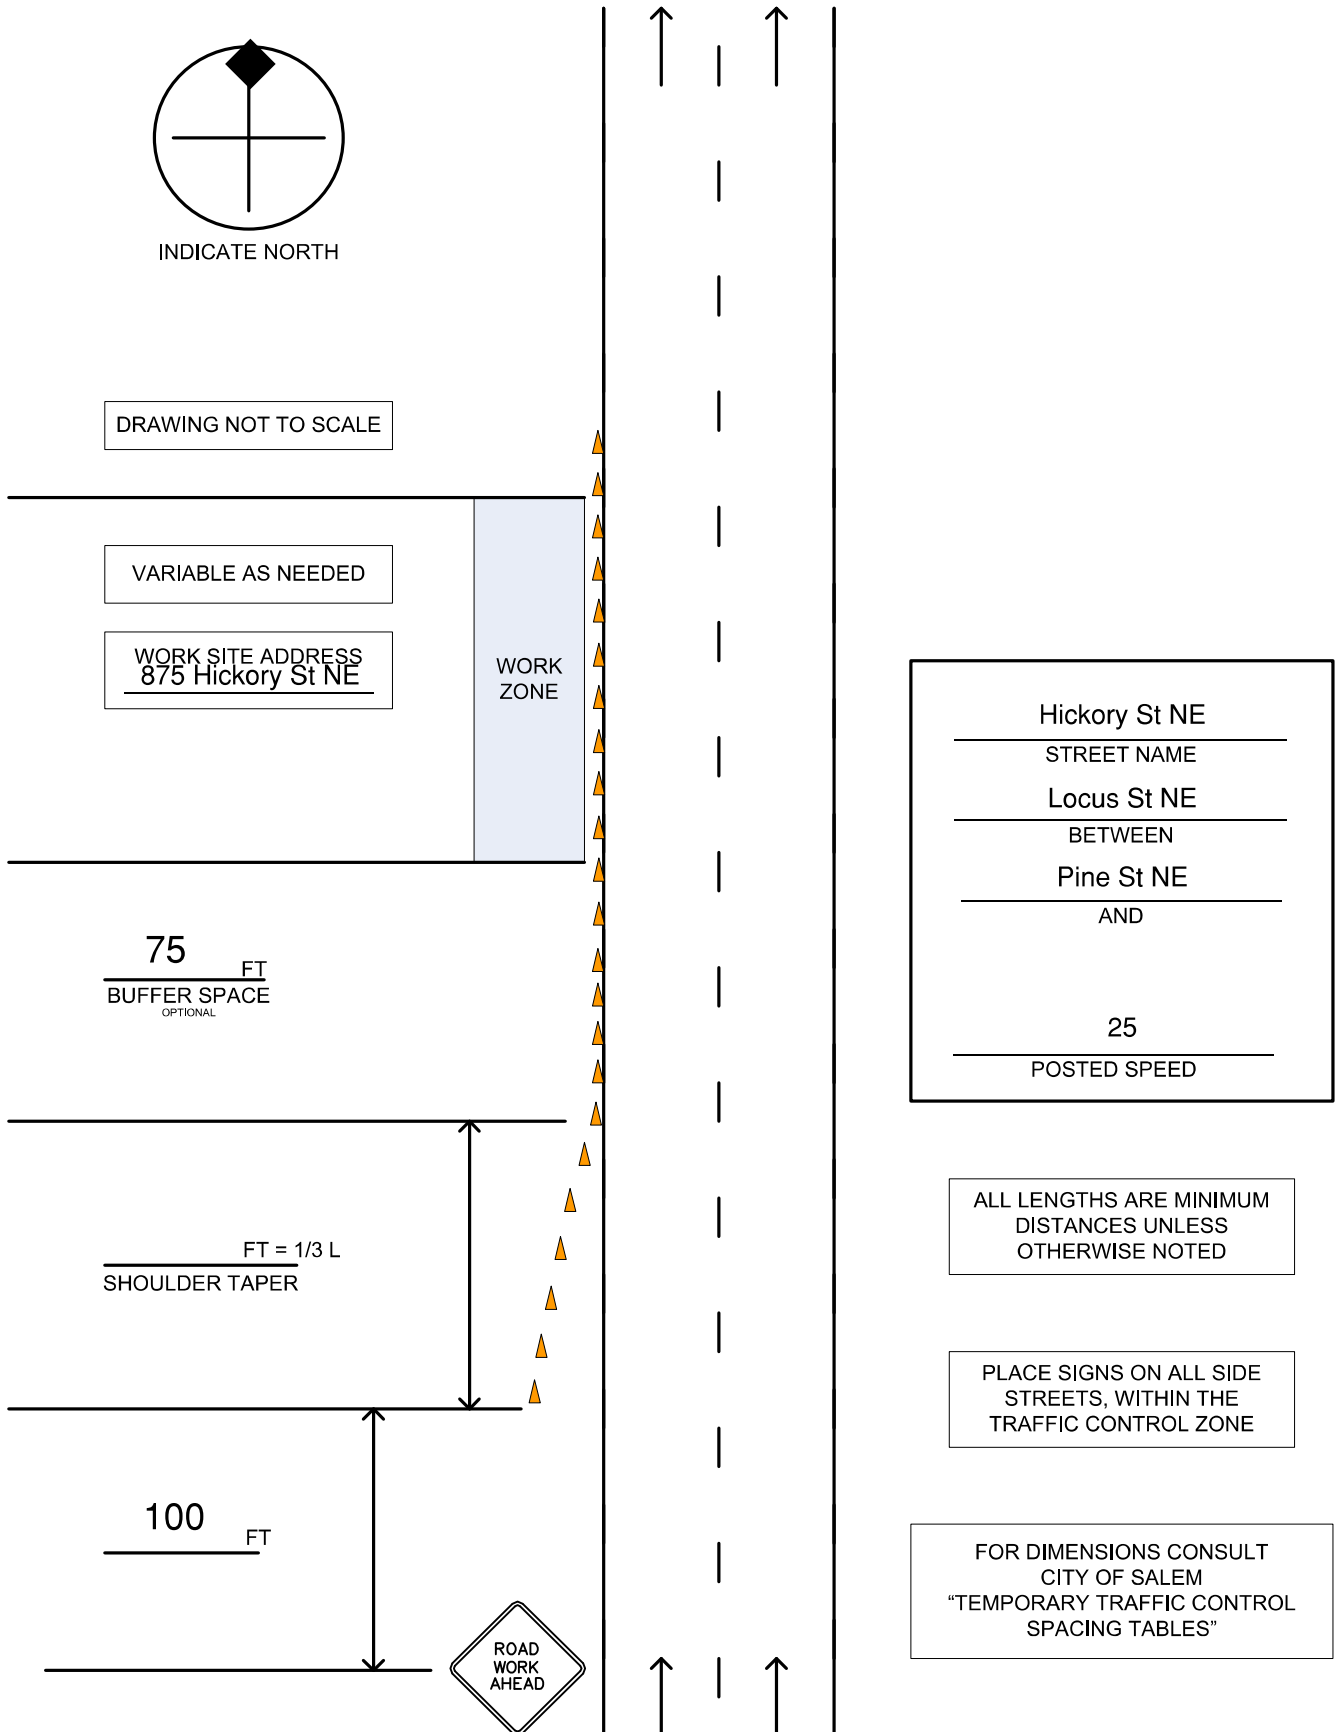 INDICATE NORTH
DRAWING NOT TO SCALE
VARIABLE AS NEEDED
WORK SITE ADDRESS
875 Hickory St NE
WORK
ZONE
Hickory St NE
STREET NAME
Locus St NE
BETWEEN
Pine St NE
AND
25
POSTED SPEED
75 FT
BUFFER SPACE
OPTIONAL
ALL LENGTHS ARE MINIMUM
DISTANCES UNLESS
OTHERWISE NOTED
FT = 1/3 L
SHOULDER TAPER
PLACE SIGNS ON ALL SIDE
STREETS, WITHIN THE
TRAFFIC CONTROL ZONE
100 FT
FOR DIMENSIONS CONSULT
CITY OF SALEM
“TEMPORARY TRAFFIC CONTROL
SPACING TABLES”
ROAD
WORK
AHEAD